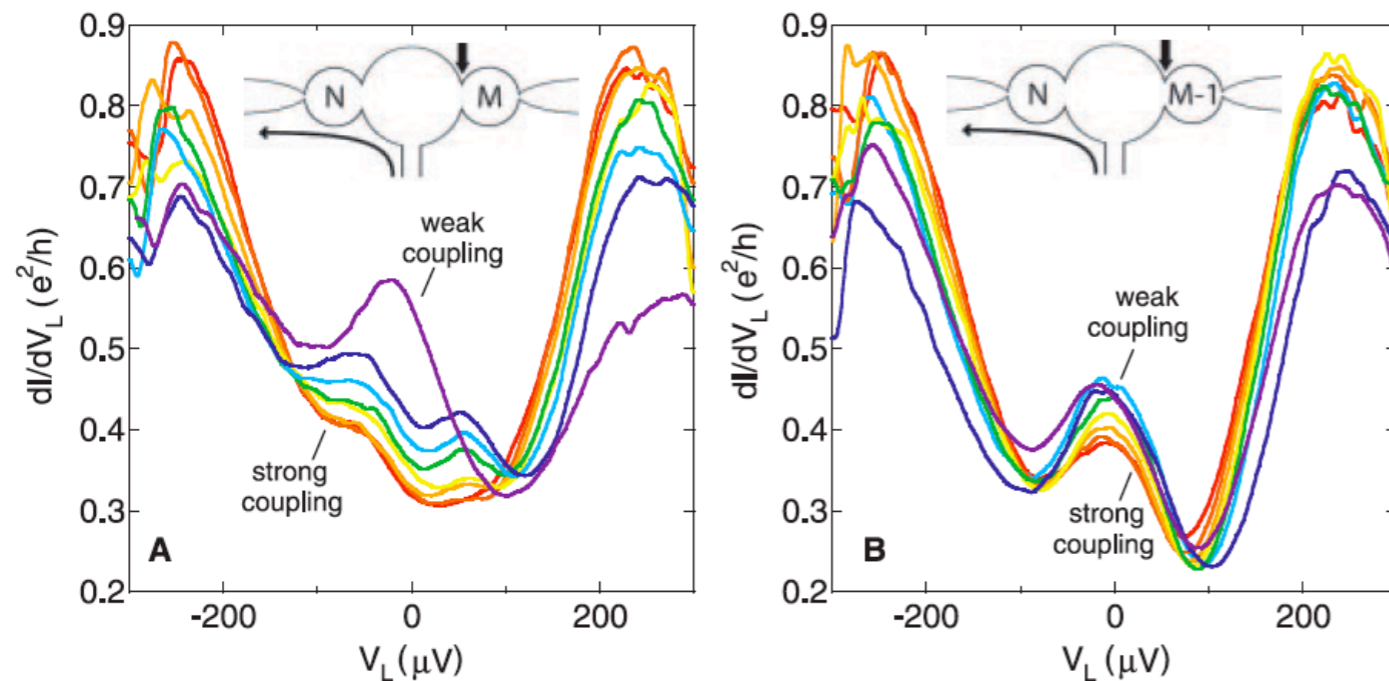 0.9
0.8
0.7
0.6
0.5
0.4
0.3
0.2
dI/dV_L (e²/h)
N
M
weak
coupling
strong
coupling
A
-200
0
200
V_L (μV)
0.9
0.8
0.7
0.6
0.5
0.4
0.3
0.2
dI/dV_L (e²/h)
N
M-1
weak
coupling
strong
coupling
B
-200
0
200
V_L (μV)